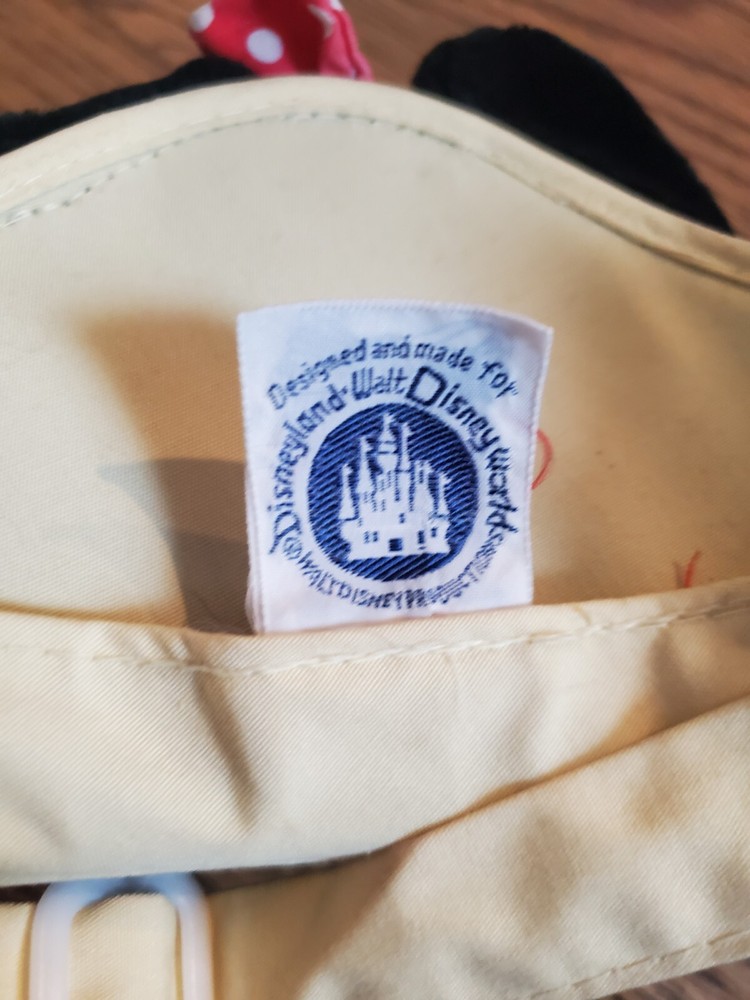 Designed and made for
Disneyland·Walt Disney World
© WALT DISNEY PRODUCTIONS